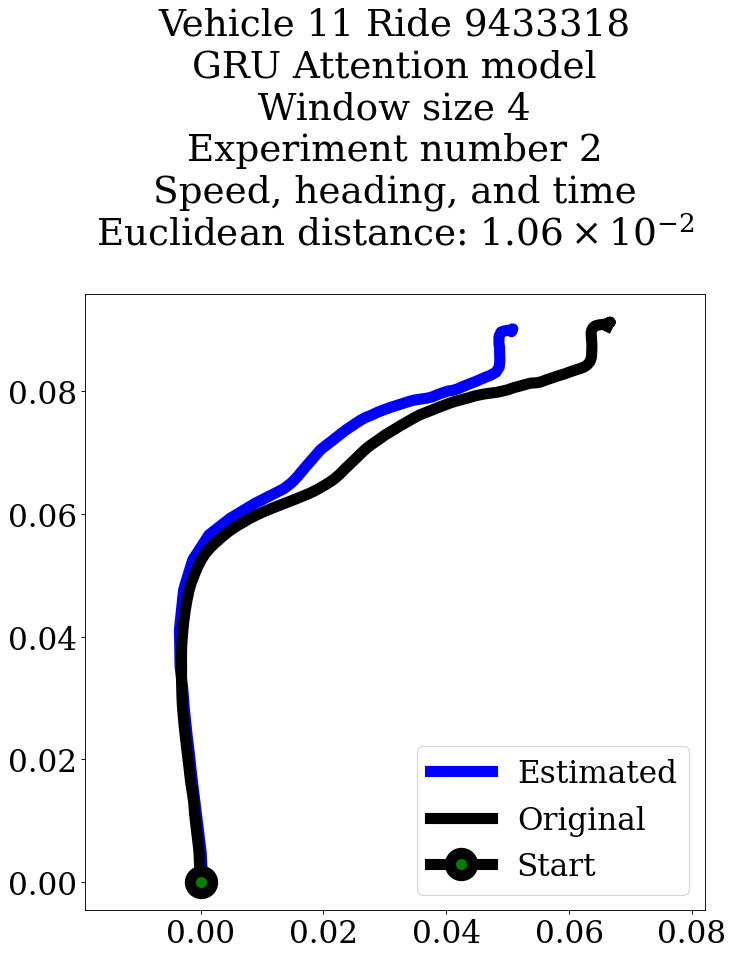 Vehicle 11 Ride 9433318
GRU Attention model
Window size 4
Experiment number 2
Speed, heading, and time
Euclidean distance: 1.06 × 10⁻²
0.08
0.06
0.04
0.02
0.00
Estimated
Original
Start
0.00 0.02 0.04 0.06 0.08